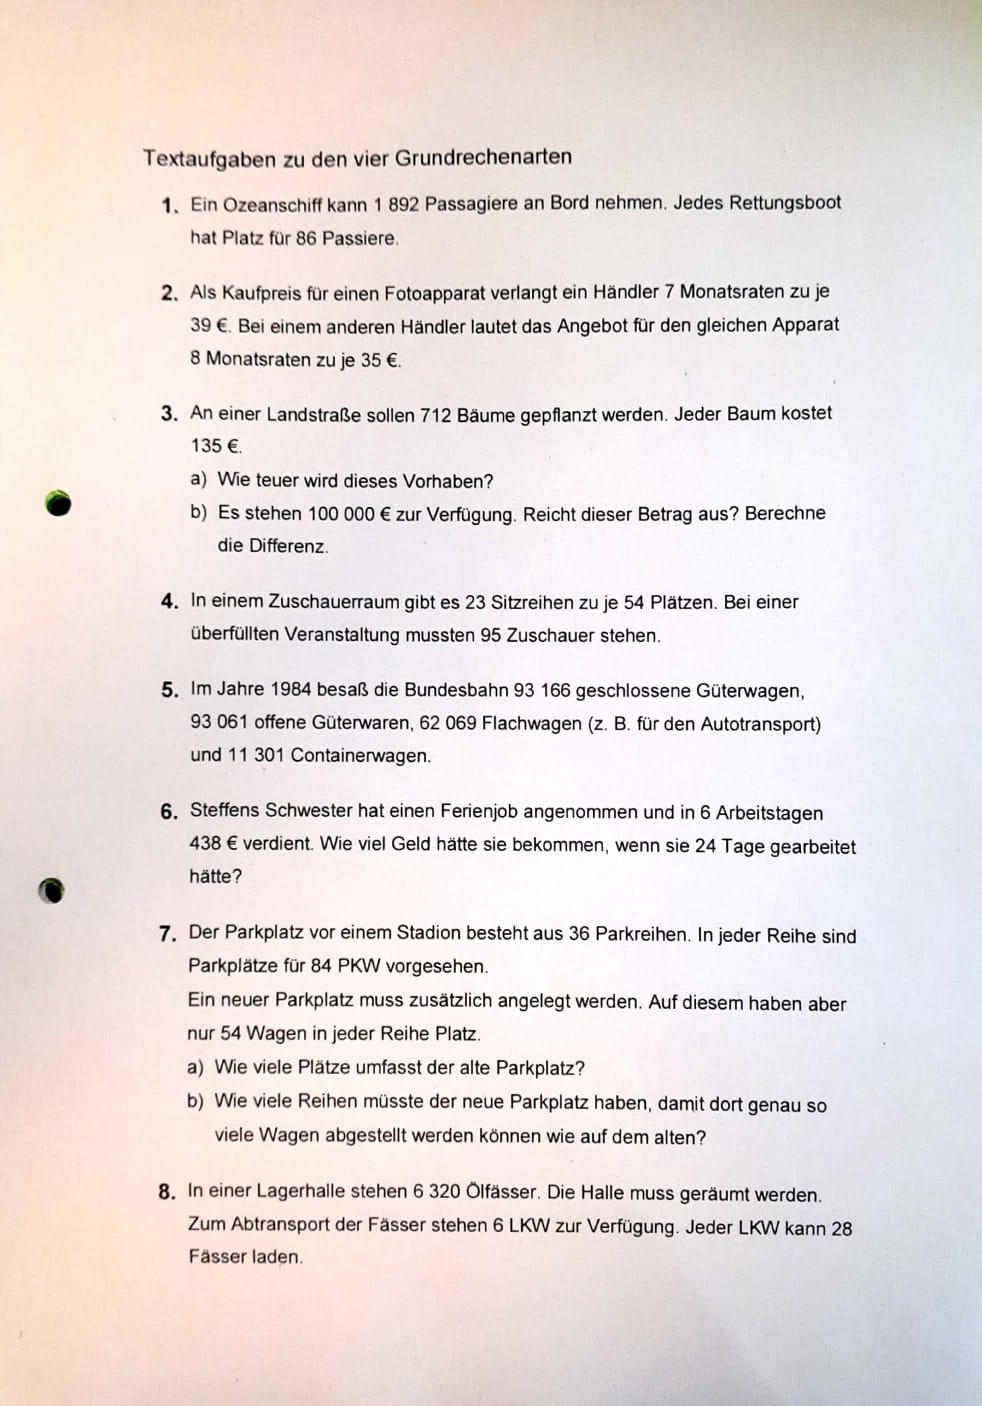 Textaufgaben zu den vier Grundrechenarten
1. Ein Ozeanschiff kann 1 892 Passagiere an Bord nehmen. Jedes Rettungsboot
hat Platz für 86 Passiere.
2. Als Kaufpreis für einen Fotoapparat verlangt ein Händler 7 Monatsraten zu je
39 €. Bei einem anderen Händler lautet das Angebot für den gleichen Apparat
8 Monatsraten zu je 35 €.
3. An einer Landstraße sollen 712 Bäume gepflanzt werden. Jeder Baum kostet
135 €.
a) Wie teuer wird dieses Vorhaben?
b) Es stehen 100 000 € zur Verfügung. Reicht dieser Betrag aus? Berechne
die Differenz.
4. In einem Zuschauerraum gibt es 23 Sitzreihen zu je 54 Plätzen. Bei einer
überfüllten Veranstaltung mussten 95 Zuschauer stehen.
5. Im Jahre 1984 besaß die Bundesbahn 93 166 geschlossene Güterwagen,
93 061 offene Güterwaren, 62 069 Flachwagen (z. B. für den Autotransport)
und 11 301 Containerwagen.
6. Steffens Schwester hat einen Ferienjob angenommen und in 6 Arbeitstagen
438 € verdient. Wie viel Geld hätte sie bekommen, wenn sie 24 Tage gearbeitet
hätte?
7. Der Parkplatz vor einem Stadion besteht aus 36 Parkreihen. In jeder Reihe sind
Parkplätze für 84 PKW vorgesehen.
Ein neuer Parkplatz muss zusätzlich angelegt werden. Auf diesem haben aber
nur 54 Wagen in jeder Reihe Platz.
a) Wie viele Plätze umfasst der alte Parkplatz?
b) Wie viele Reihen müsste der neue Parkplatz haben, damit dort genau so
viele Wagen abgestellt werden können wie auf dem alten?
8. In einer Lagerhalle stehen 6 320 Ölfässer. Die Halle muss geräumt werden.
Zum Abtransport der Fässer stehen 6 LKW zur Verfügung. Jeder LKW kann 28
Fässer laden.